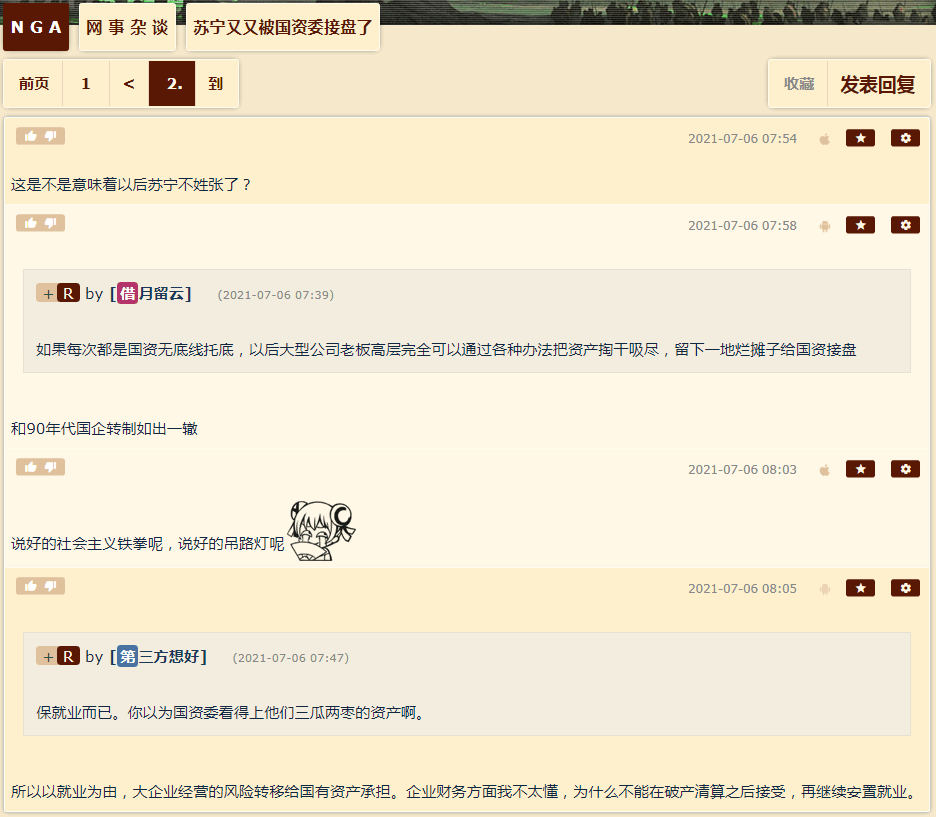 NGA 网事杂谈 苏宁又又被国资委接盘了
前页 1 < 2. 到 收藏 发表回复
2021-07-06 07:54
这是不是意味着以后苏宁不姓张了？
2021-07-06 07:58
+ R by [借月留云] (2021-07-06 07:39)
如果每次都是国资无底线托底，以后大型公司老板高层完全可以通过各种办法把资产掏干吸尽，留下一地烂摊子给国资接盘
和90年代国企转制如出一辙
2021-07-06 08:03
说好的社会主义铁拳呢，说好的吊路灯呢
2021-07-06 08:05
+ R by [第三方想好] (2021-07-06 07:47)
保就业而已。你以为国资委看得上他们三瓜两枣的资产啊。
所以以就业为由，大企业经营的风险转移给国有资产承担。企业财务方面我不太懂，为什么不能在破产清算之后接受，再继续安置就业。